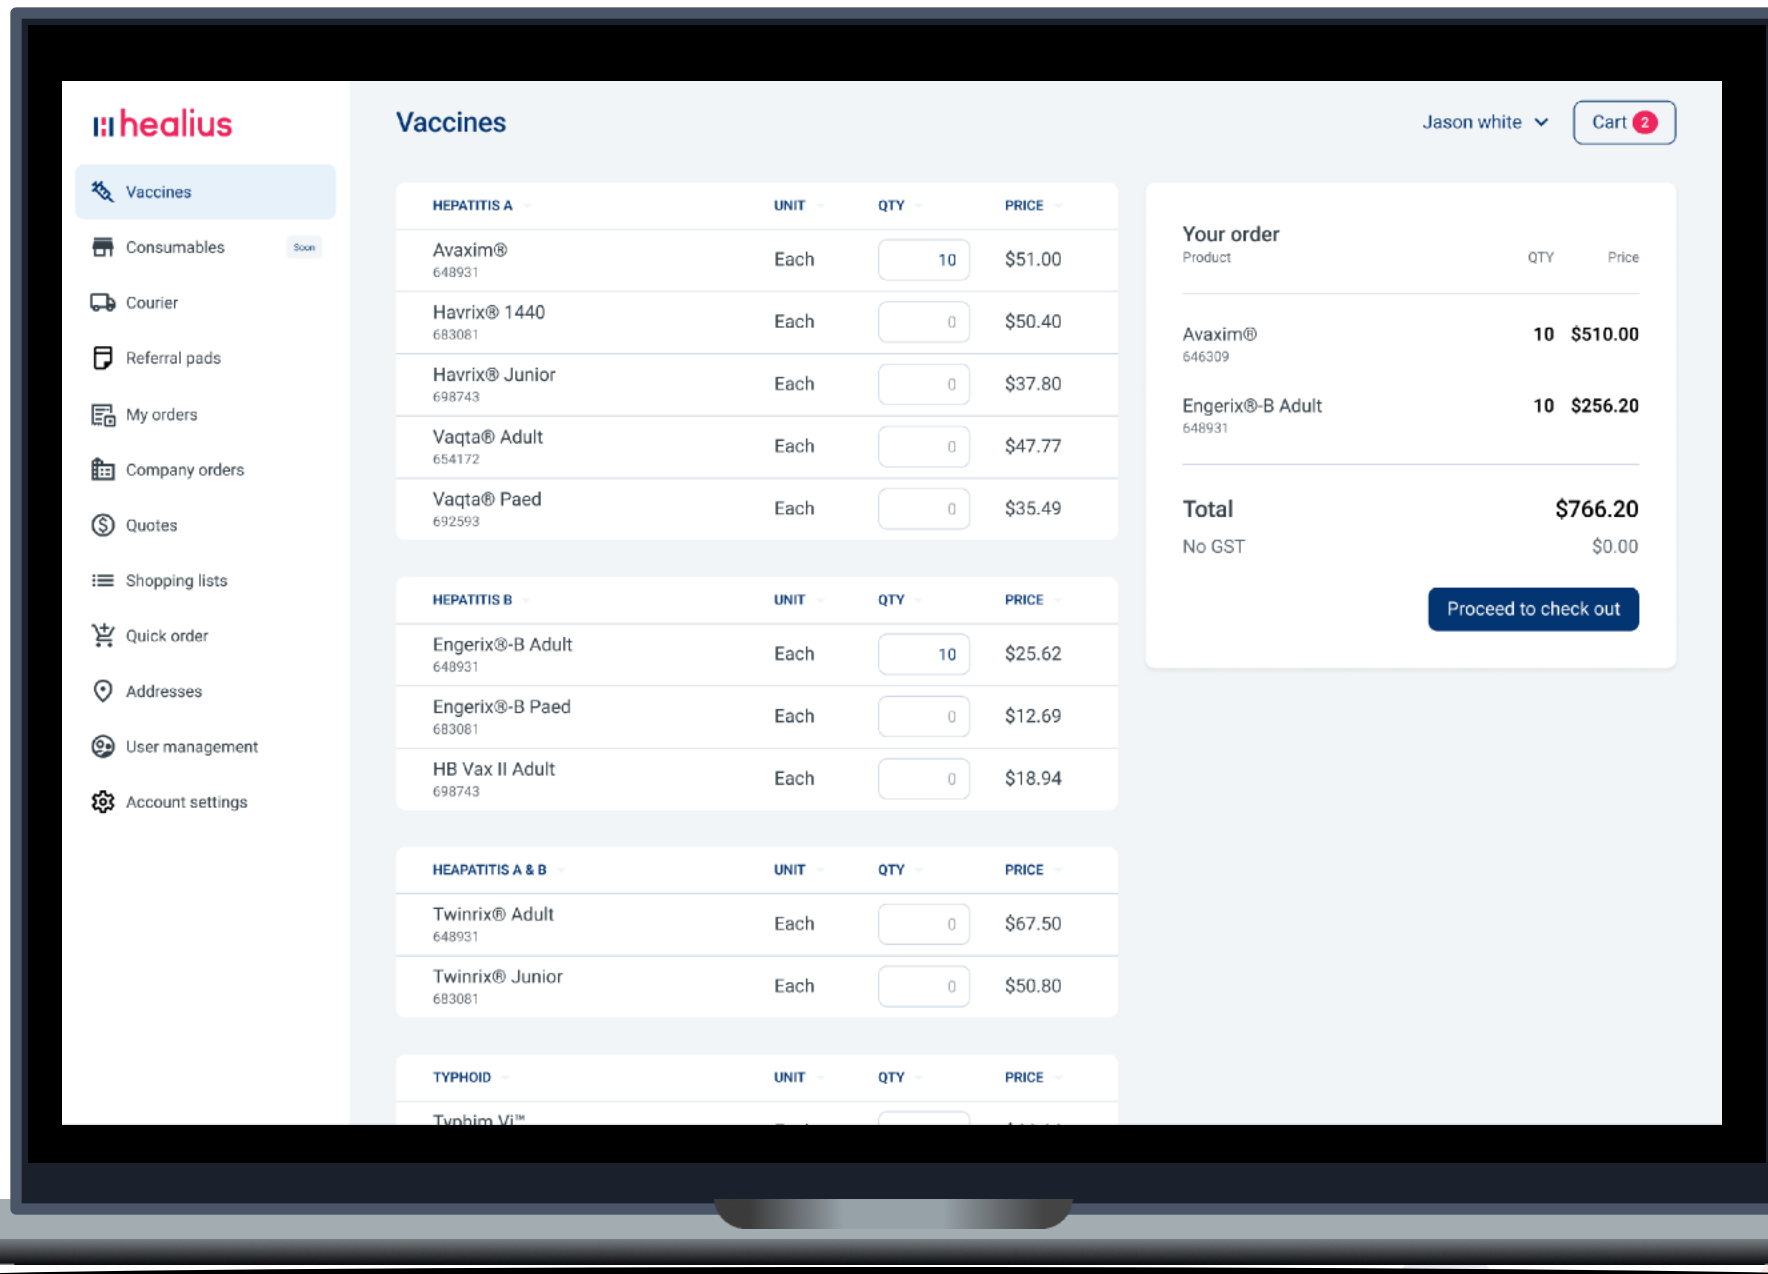 healius
Vaccines
Jason white
Cart 2
Vaccines
Consumables Soon
Courier
Referral pads
My orders
Company orders
Quotes
Shopping lists
Quick order
Addresses
User management
Account settings
HEPATITIS A UNIT QTY PRICE
Avaxim® Each 10 $51.00
648931
Havrix® 1440 Each 0 $50.40
683081
Havrix® Junior Each 0 $37.80
698743
Vaqta® Adult Each 0 $47.77
654172
Vaqta® Paed Each 0 $35.49
692593
HEPATITIS B UNIT QTY PRICE
Engerix®-B Adult Each 10 $25.62
648931
Engerix®-B Paed Each 0 $12.69
683081
HB Vax II Adult Each 0 $18.94
698743
HEAPATITIS A & B UNIT QTY PRICE
Twinrix® Adult Each 0 $67.50
648931
Twinrix® Junior Each 0 $50.80
683081
TYPHOID UNIT QTY PRICE
Typhim Vi™
Your order
Product QTY Price
Avaxim® 10 $510.00
646309
Engerix®-B Adult 10 $256.20
648931
Total $766.20
No GST $0.00
Proceed to check out